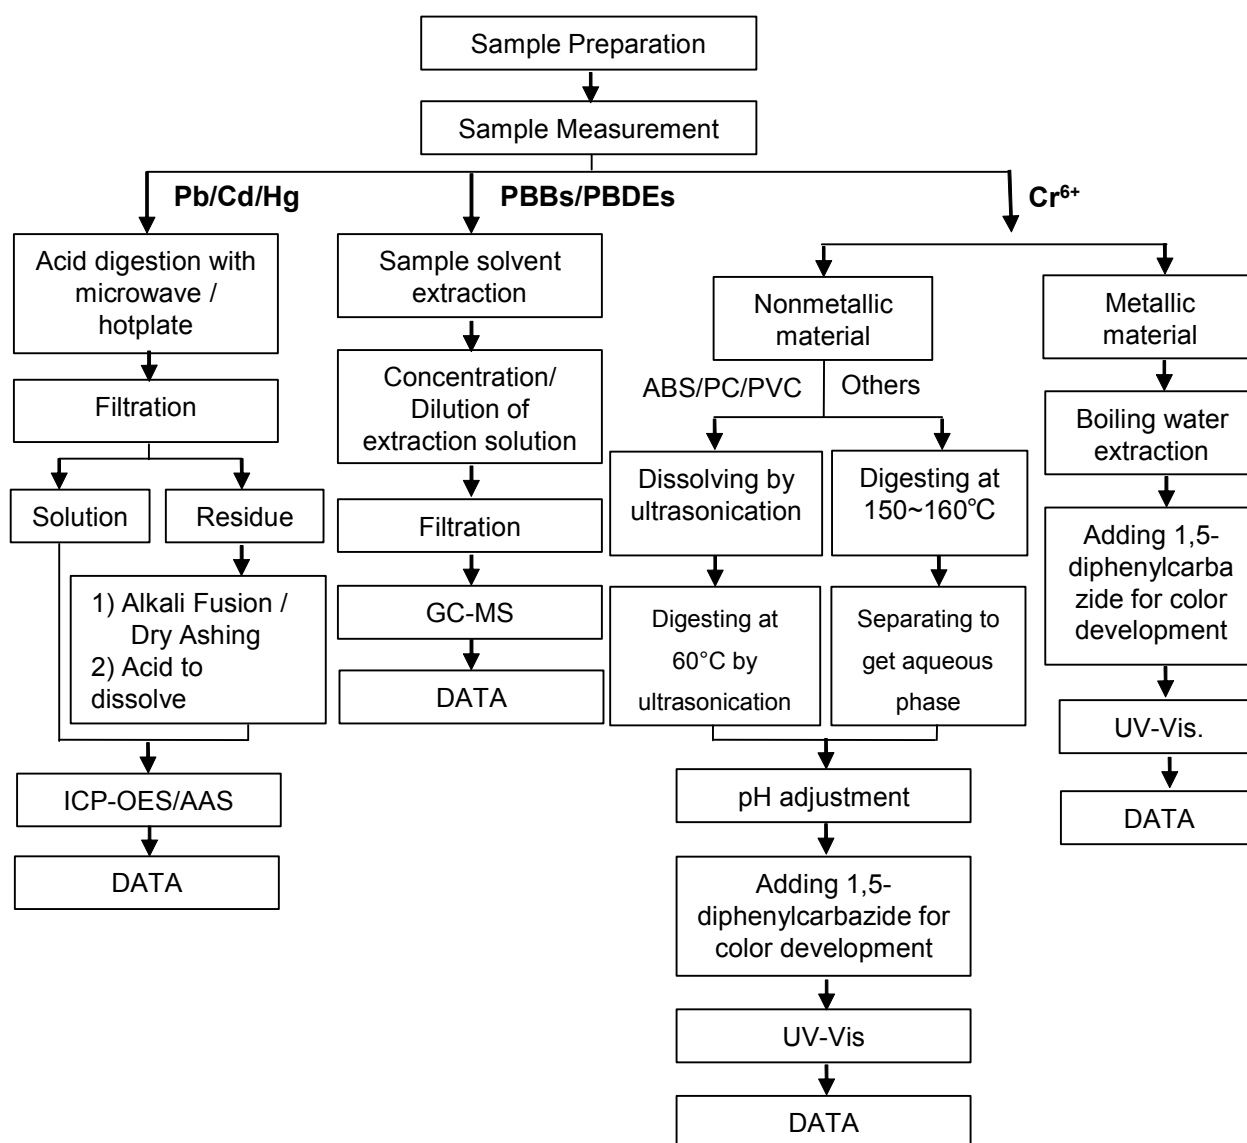 Sample Preparation
Sample Measurement
Pb/Cd/Hg
Acid digestion with
microwave /
hotplate
Filtration
Solution
Residue
1) Alkali Fusion /
Dry Ashing
2) Acid to
dissolve
ICP-OES/AAS
DATA
PBBs/PBDEs
Sample solvent
extraction
Concentration/
Dilution of
extraction solution
Filtration
GC-MS
DATA
Cr⁶⁺
Nonmetallic
material
ABS/PC/PVC
Others
Dissolving by
ultrasonication
Digesting at
60°C by
ultrasonication
Digesting at
150~160℃
Separating to
get aqueous
phase
pH adjustment
Adding 1,5-
diphenylcarbazide for
color development
UV-Vis
DATA
Metallic
material
Boiling water
extraction
Adding 1,5-
diphenylcarba
zide for color
development
UV-Vis.
DATA